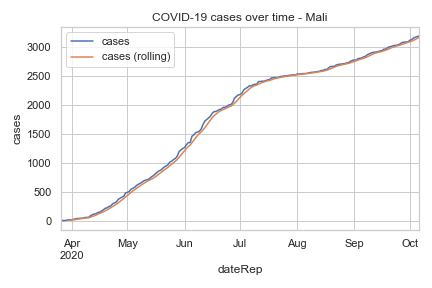 COVID-19 cases over time - Mali
cases
cases (rolling)
3000
2500
2000
1500
1000
500
0
cases
Apr
2020
May
Jun
Jul
Aug
Sep
Oct
dateRep